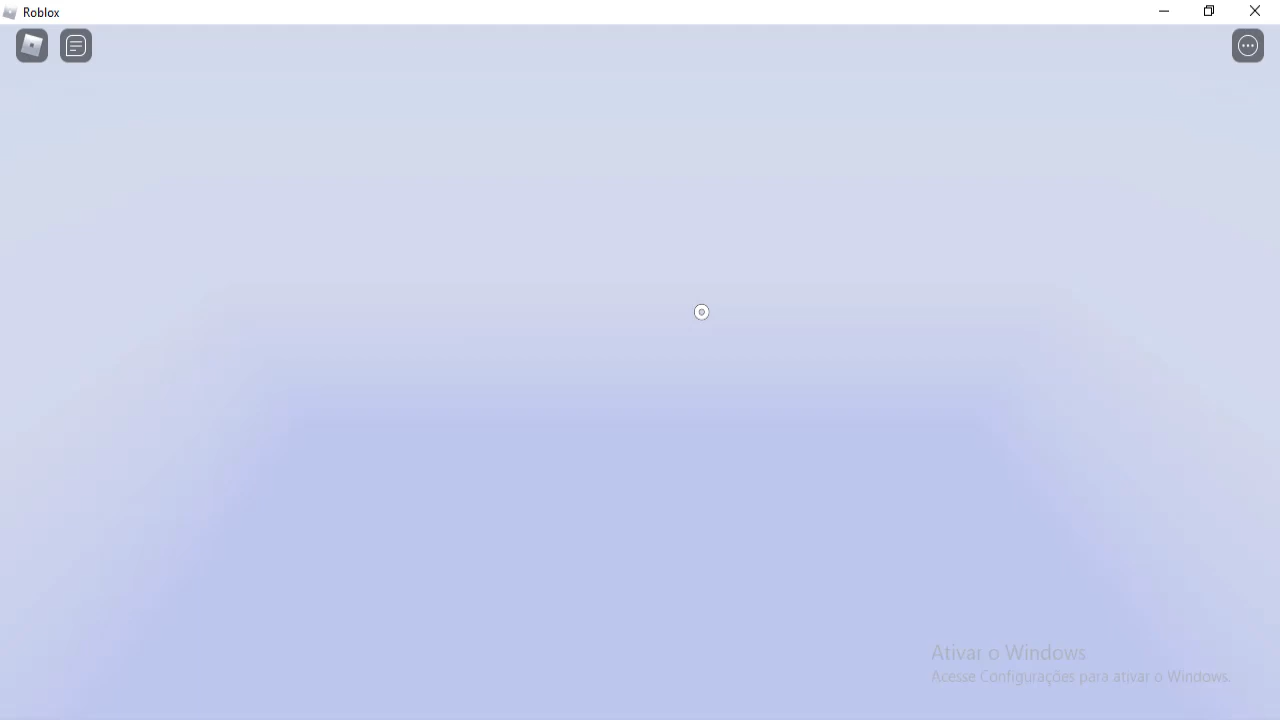 Roblox
Ativar o Windows
Acesse Configurações para ativar o Windows.